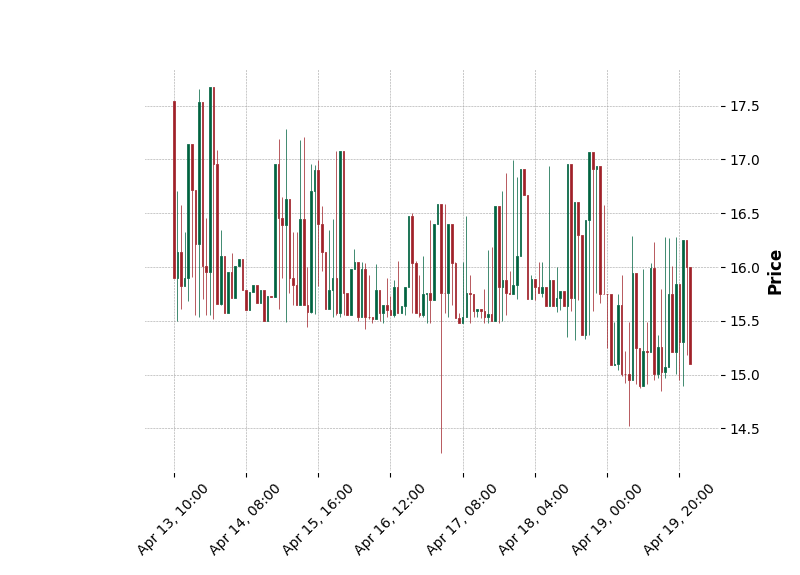 17.5
17.0
16.5
16.0
15.5
15.0
14.5
Price
Apr 13, 10:00
Apr 14, 08:00
Apr 15, 16:00
Apr 16, 12:00
Apr 17, 08:00
Apr 18, 04:00
Apr 19, 00:00
Apr 19, 20:00